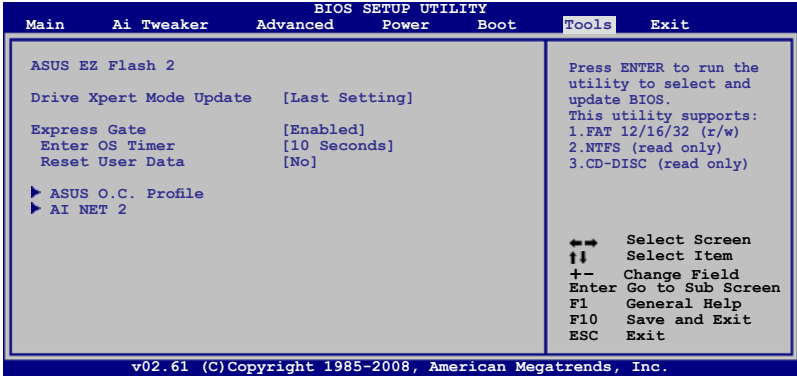 BIOS SETUP UTILITY
Main Ai Tweaker Advanced Power Boot Tools Exit
ASUS EZ Flash 2
Drive Xpert Mode Update [Last Setting]
Express Gate [Enabled]
Enter OS Timer [10 Seconds]
Reset User Data [No]
ASUS O.C. Profile
AI NET 2
Press ENTER to run the
utility to select and
update BIOS.
This utility supports:
1.FAT 12/16/32 (r/w)
2.NTFS (read only)
3.CD-DISC (read only)
←→ Select Screen
↑↓ Select Item
+- Change Field
Enter Go to Sub Screen
F1 General Help
F10 Save and Exit
ESC Exit
v02.61 (C)Copyright 1985-2008, American Megatrends, Inc.